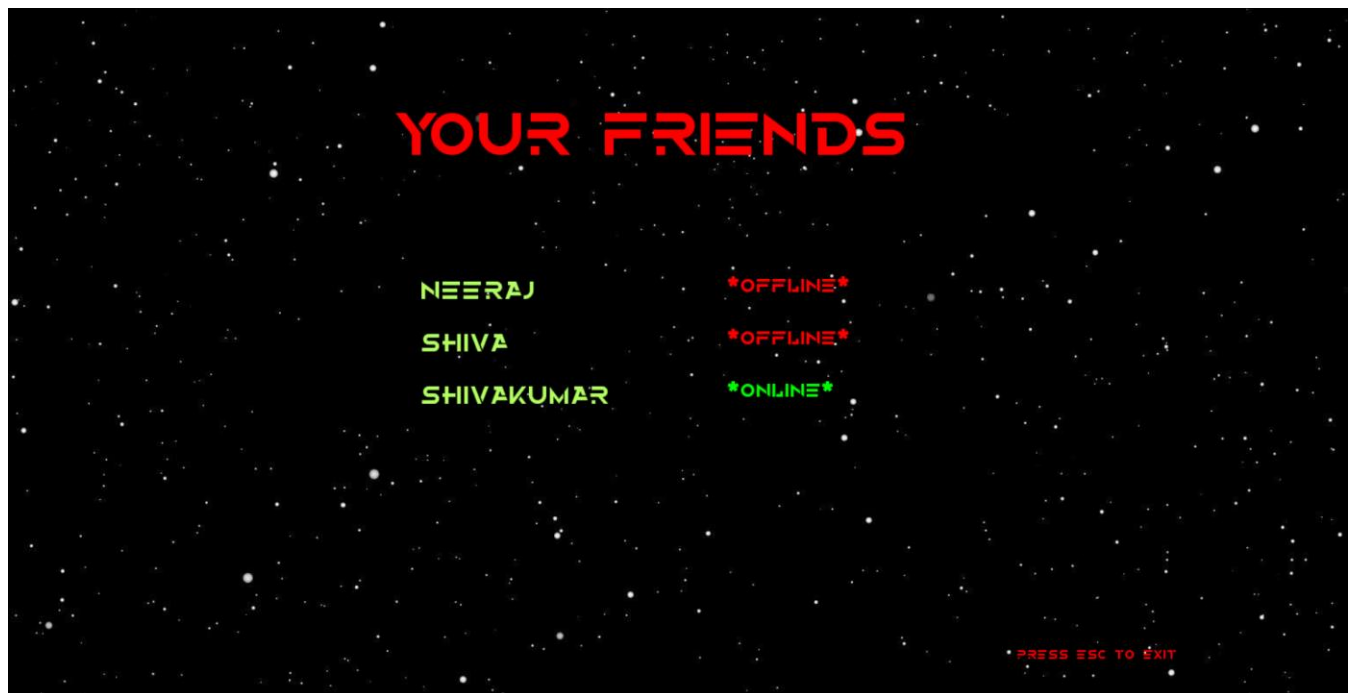 YOUR FRIENDS
NEERAJ *OFFLINE*
SHIVA *OFFLINE*
SHIVAKUMAR *ONLINE*
PRESS ESC TO EXIT